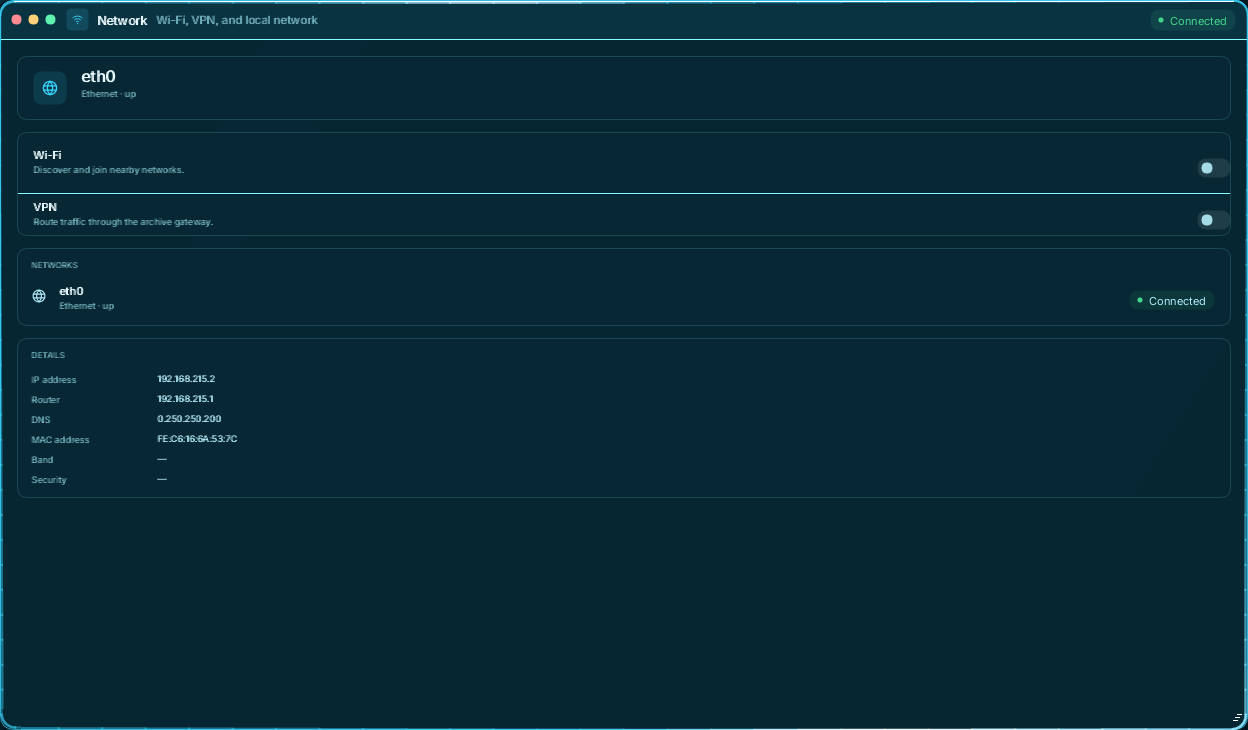 Network Wi-Fi, VPN, and local network Connected
eth0
Ethernet · up
Wi-Fi
Discover and join nearby networks.
VPN
Route traffic through the archive gateway.
NETWORKS
eth0
Ethernet · up
Connected
DETAILS
IP address 192.168.215.2
Router 192.168.215.1
DNS 0.250.250.200
MAC address FE:C6:16:6A:53:7C
Band —
Security —